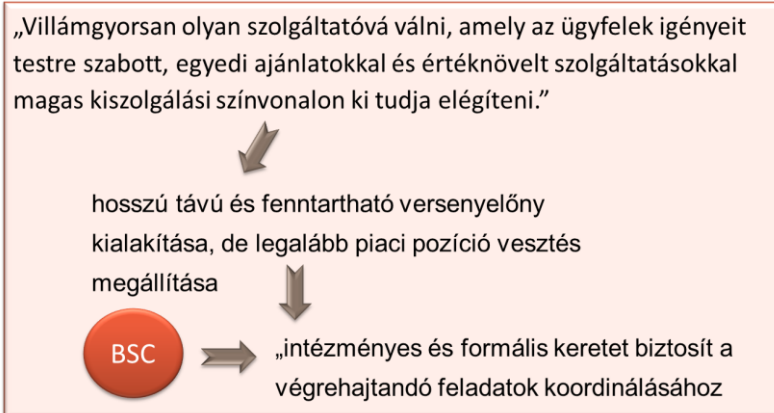 „Villámgyorsan olyan szolgáltatóvá válni, amely az ügyfelek igényeit
testre szabott, egyedi ajánlatokkal és értéknövelt szolgáltatásokkal
magas kiszolgálási színvonalon ki tudja elégíteni.”
hosszú távú és fenntartható versenyelőny
kialakítása, de legalább piaci pozíció vesztés
megállítása
BSC
„intézményes és formális keretet biztosít a
végrehajtandó feladatok koordinálásához